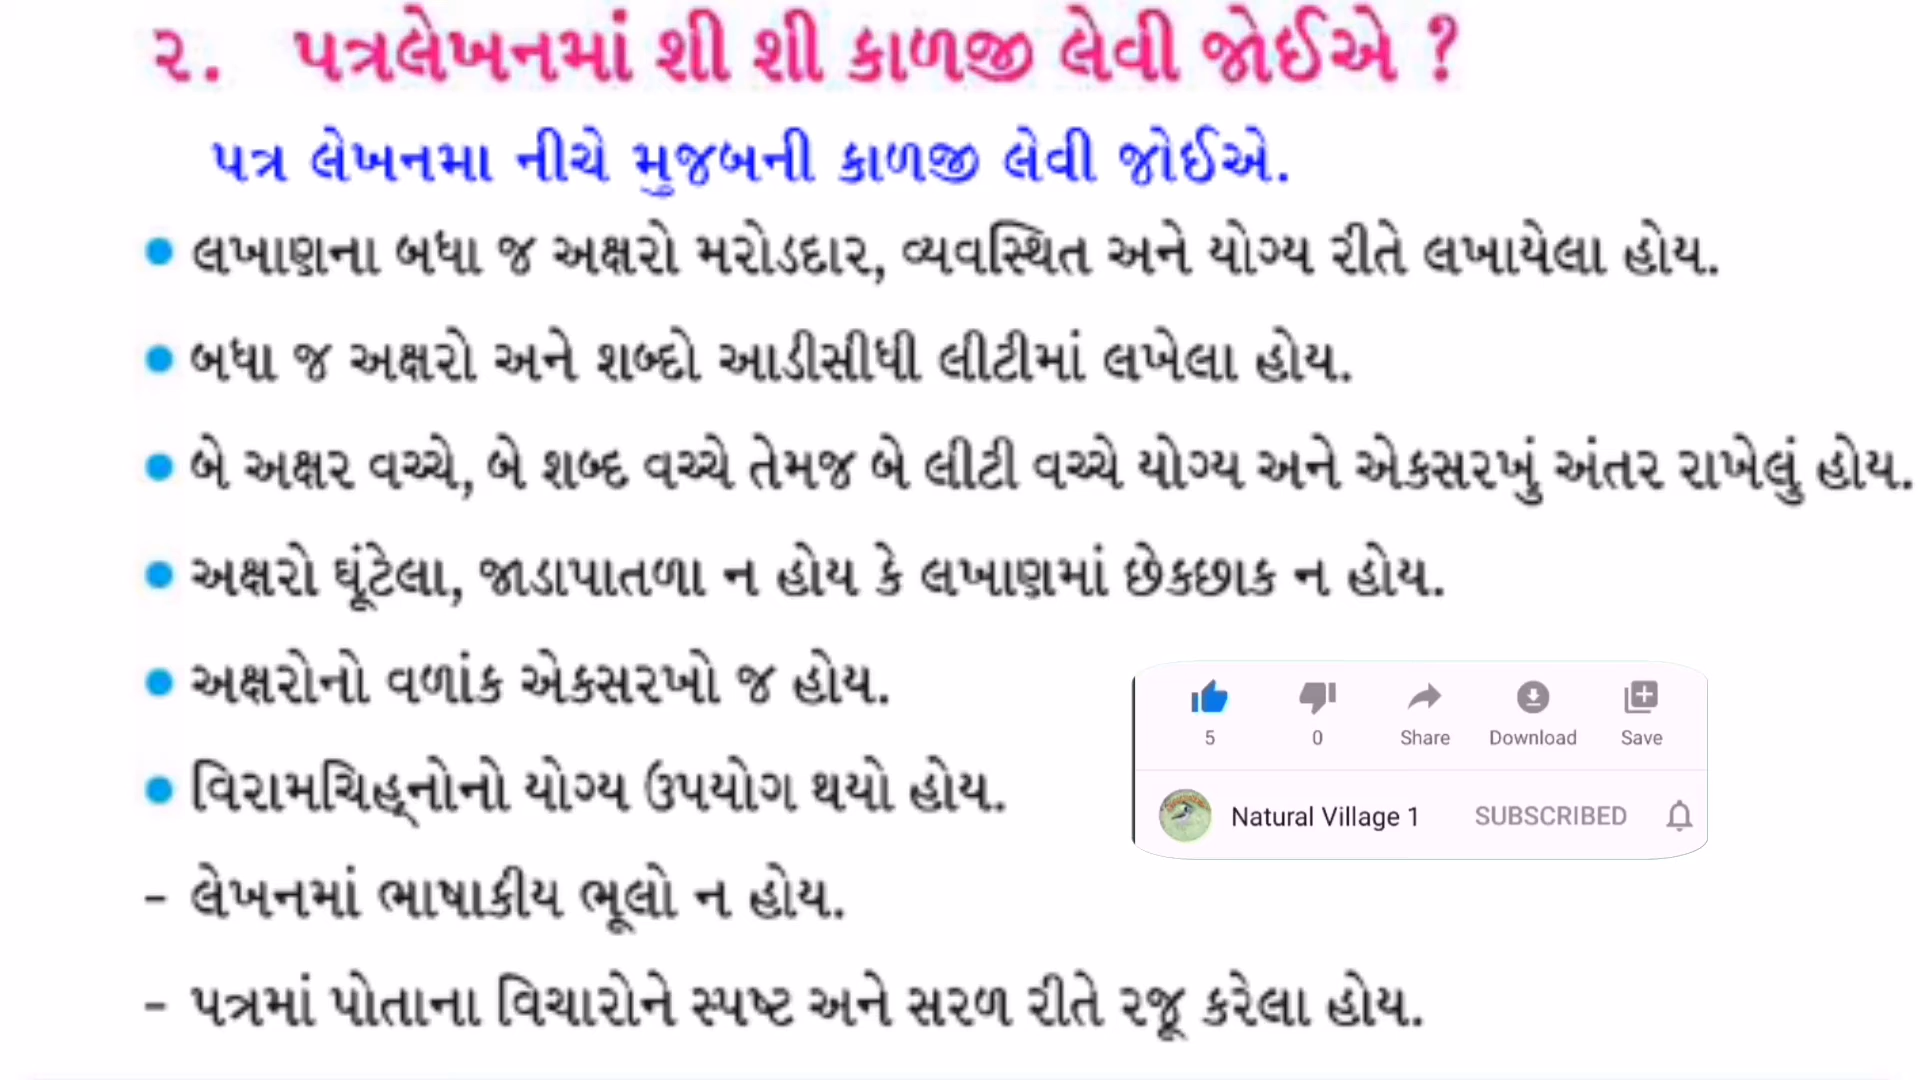 ૨. પત્રલેખનમાં શી શી કાળજી લેવી જોઈએ ?
પત્ર લેખનમા નીચે મુજબની કાળજી લેવી જોઈએ.
● લખાણના બધા જ અક્ષરો મરોડદાર, વ્યવસ્થિત અને યોગ્ય રીતે લખાયેલા હોય.
● બધા જ અક્ષરો અને શબ્દો આડીસીધી લીટીમાં લખેલા હોય.
● બે અક્ષર વચ્ચે, બે શબ્દ વચ્ચે તેમજ બે લીટી વચ્ચે યોગ્ય અને એકસરખું અંતર રાખેલું હોય.
● અક્ષરો ઘૂંટેલા, જાડાપાતળા ન હોય કે લખાણમાં છેકછાક ન હોય.
● અક્ષરોનો વળાંક એકસરખો જ હોય.
● વિરામચિહ્નોનો યોગ્ય ઉપયોગ થયો હોય.
– લેખનમાં ભાષાકીય ભૂલો ન હોય.
– પત્રમાં પોતાના વિચારોને સ્પષ્ટ અને સરળ રીતે રજૂ કરેલા હોય.
5 0 Share Download Save
Natural Village 1 SUBSCRIBED